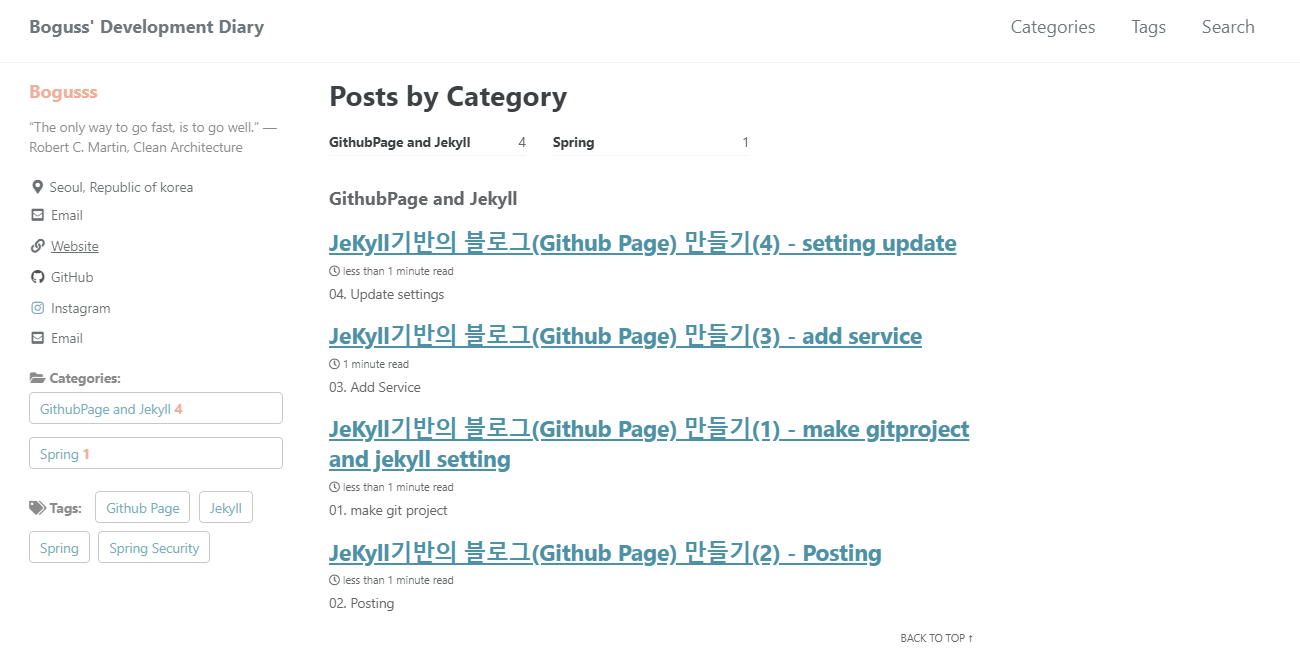 Boguss' Development Diary
Categories Tags Search
Bogusss
“The only way to go fast, is to go well.” —
Robert C. Martin, Clean Architecture
Seoul, Republic of korea
Email
Website
GitHub
Instagram
Email
Categories:
GithubPage and Jekyll 4
Spring 1
Tags: Github Page Jekyll
Spring Spring Security
Posts by Category
GithubPage and Jekyll 4 Spring 1
GithubPage and Jekyll
JeKyll기반의 블로그(Github Page) 만들기(4) - setting update
less than 1 minute read
04. Update settings
JeKyll기반의 블로그(Github Page) 만들기(3) - add service
1 minute read
03. Add Service
JeKyll기반의 블로그(Github Page) 만들기(1) - make gitproject
and jekyll setting
less than 1 minute read
01. make git project
JeKyll기반의 블로그(Github Page) 만들기(2) - Posting
less than 1 minute read
02. Posting
BACK TO TOP ↑